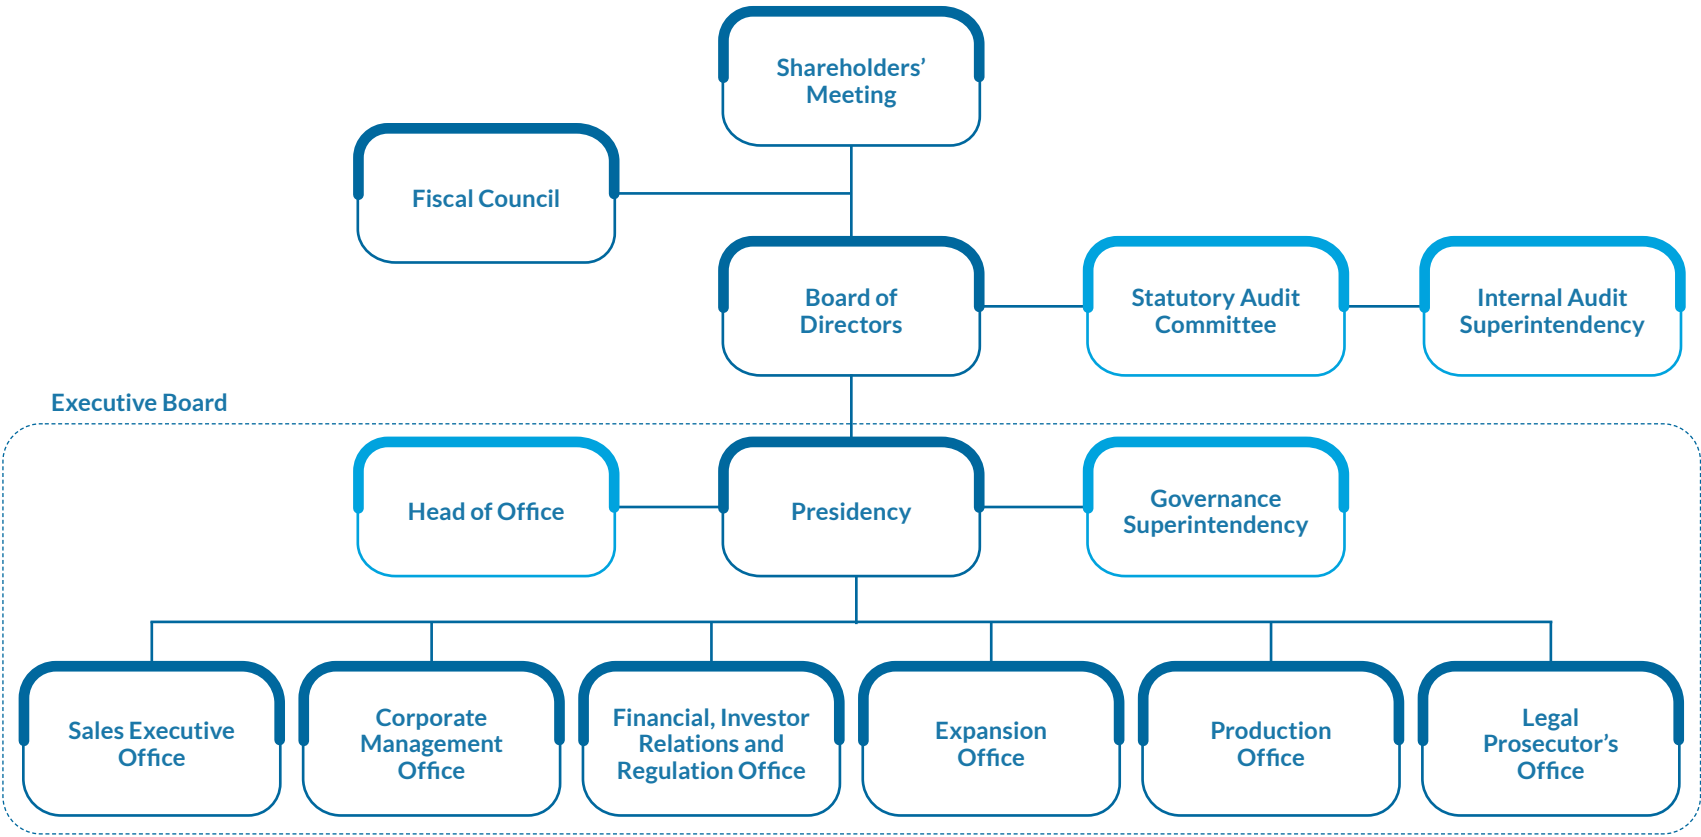 Shareholders’
Meeting
Fiscal Council
Board of
Directors
Statutory Audit
Committee
Internal Audit
Superintendency
Executive Board
Head of Office
Presidency
Governance
Superintendency
Sales Executive
Office
Corporate
Management
Office
Financial, Investor
Relations and
Regulation Office
Expansion
Office
Production
Office
Legal
Prosecutor’s
Office